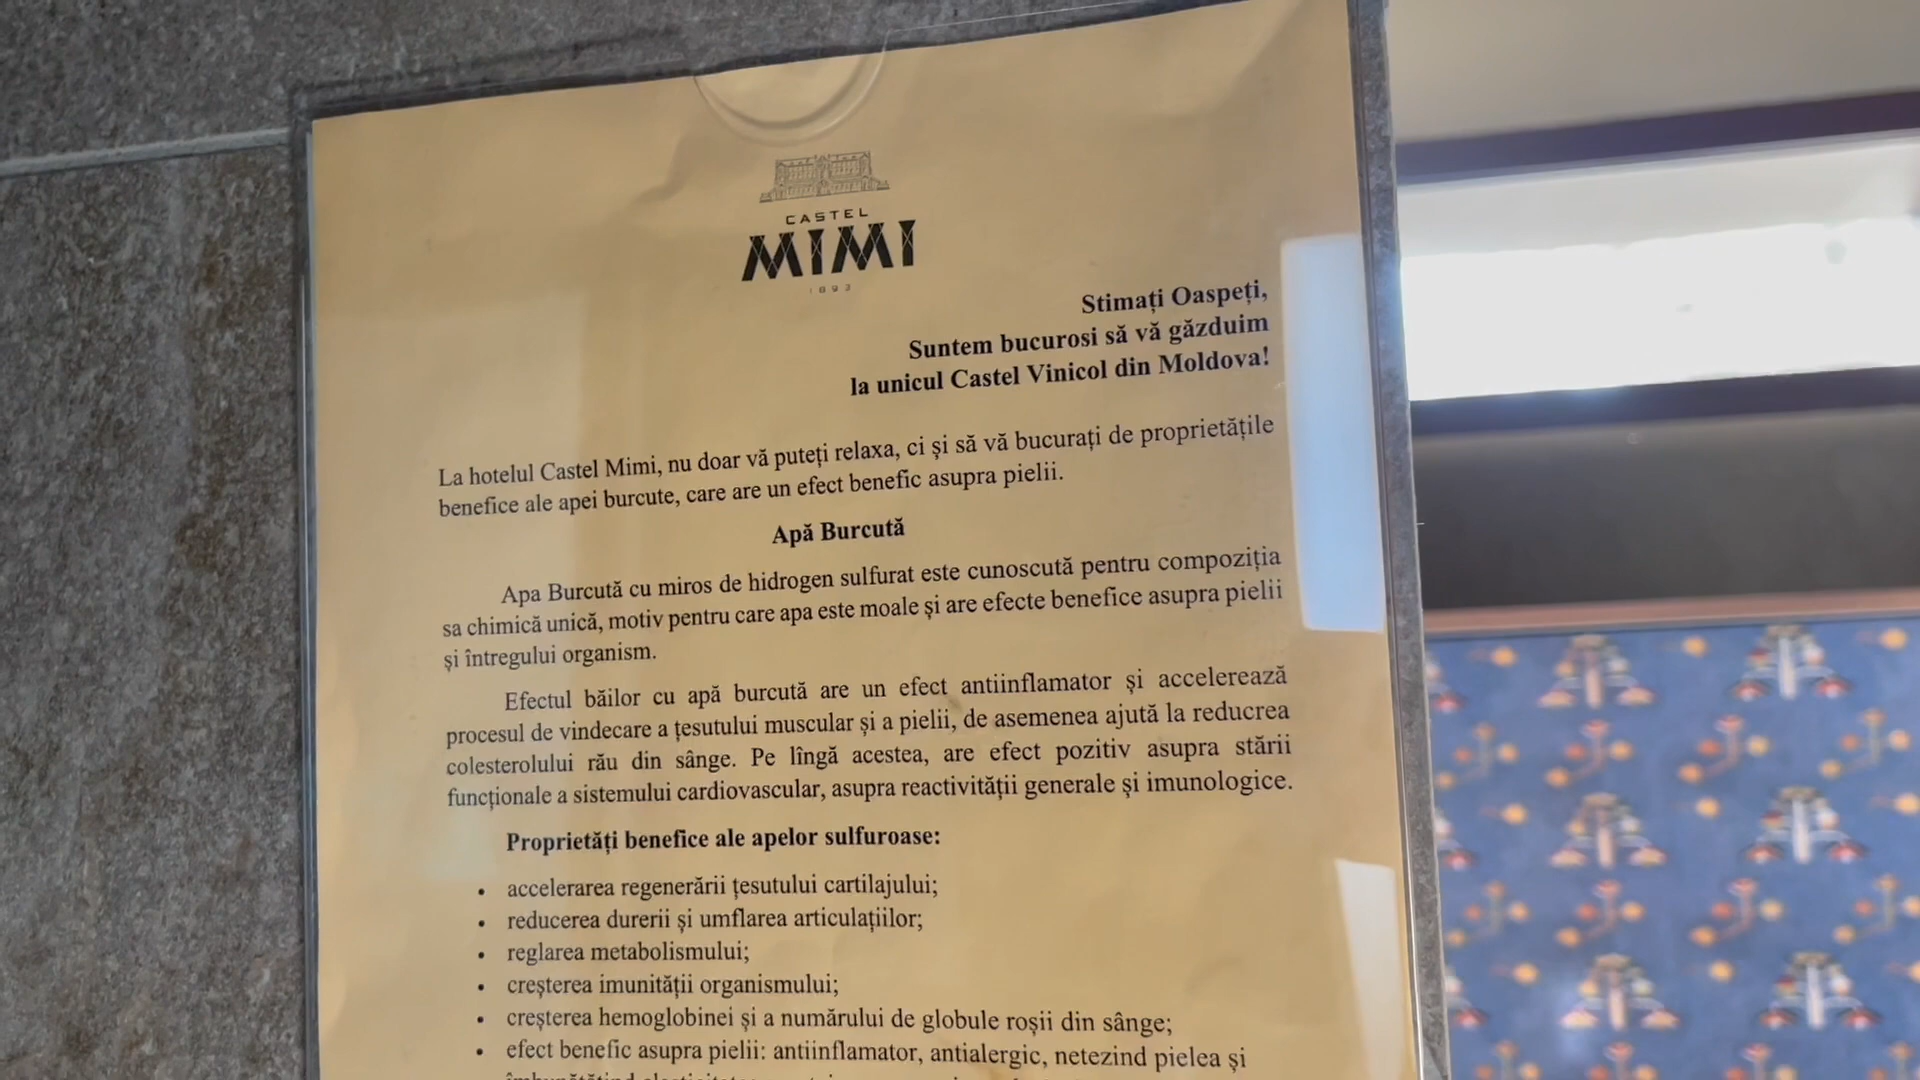 CASTEL
MIMI
1893
Stimați Oaspeți,
Suntem bucurosi să vă găzduim
la unicul Castel Vinicol din Moldova!
La hotelul Castel Mimi, nu doar vă puteți relaxa, ci și să vă bucurați de proprietățile
benefice ale apei burcute, care are un efect benefic asupra pielii.
Apă Burcută
Apa Burcută cu miros de hidrogen sulfurat este cunoscută pentru compoziția
sa chimică unică, motiv pentru care apa este moale și are efecte benefice asupra pielii
și întregului organism.
Efectul băilor cu apă burcută are un efect antiinflamator și accelerează
procesul de vindecare a țesutului muscular și a pielii, de asemenea ajută la reducrea
colesterolului rău din sânge. Pe lîngă acestea, are efect pozitiv asupra stării
funcționale a sistemului cardiovascular, asupra reactivității generale și imunologice.
Proprietăți benefice ale apelor sulfuroase:
• accelerarea regenerării țesutului cartilajului;
• reducerea durerii și umflarea articulațiilor;
• reglarea metabolismului;
• creșterea imunității organismului;
• creșterea hemoglobinei și a numărului de globule roșii din sânge;
• efect benefic asupra pielii: antiinflamator, antialergic, netezind pielea și